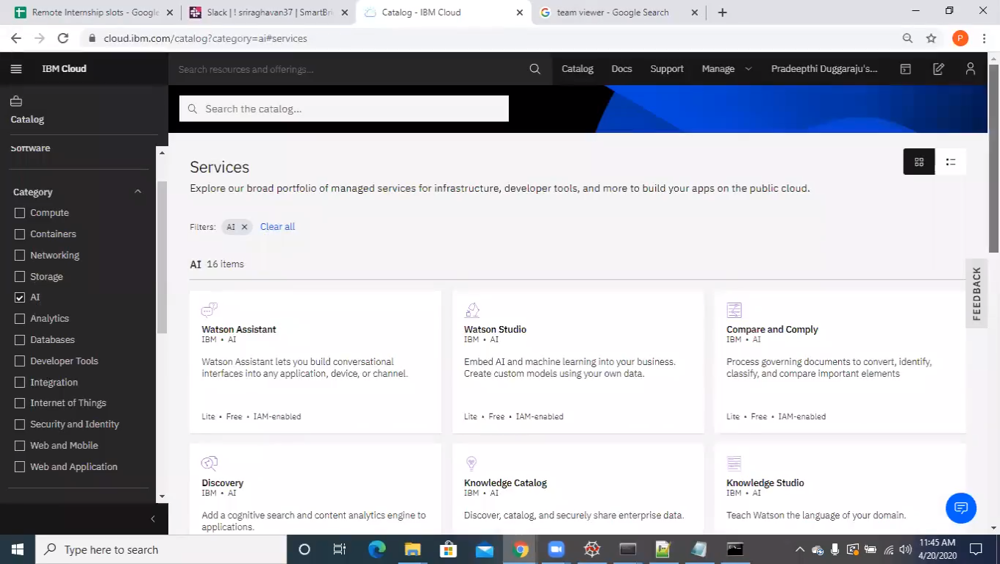 Remote Internship slots - Google
Slack | ! sriraghavan37 | SmartBri
Catalog - IBM Cloud
team viewer - Google Search
cloud.ibm.com/catalog?category=ai#services
P
IBM Cloud
Search resources and offerings...
Catalog
Docs
Support
Manage
Pradeepthi Duggaraju's...
Catalog
Software
Category
Compute
Containers
Networking
Storage
AI
Analytics
Databases
Developer Tools
Integration
Internet of Things
Security and Identity
Web and Mobile
Web and Application
Search the catalog...
Services
Explore our broad portfolio of managed services for infrastructure, developer tools, and more to build your apps on the public cloud.
Filters: AI Clear all
AI 16 items
Watson Assistant
IBM • AI
Watson Assistant lets you build conversational
interfaces into any application, device, or channel.
Lite • Free • IAM-enabled
Watson Studio
IBM • AI
Embed AI and machine learning into your business.
Create custom models using your own data.
Lite • Free • IAM-enabled
Compare and Comply
IBM • AI
Process governing documents to convert, identify,
classify, and compare important elements
Lite • Free • IAM-enabled
Discovery
IBM • AI
Add a cognitive search and content analytics engine to
applications.
Knowledge Catalog
IBM • AI
Discover, catalog, and securely share enterprise data.
Knowledge Studio
IBM • AI
Teach Watson the language of your domain.
FEEDBACK
Type here to search
11:45 AM
4/20/2020